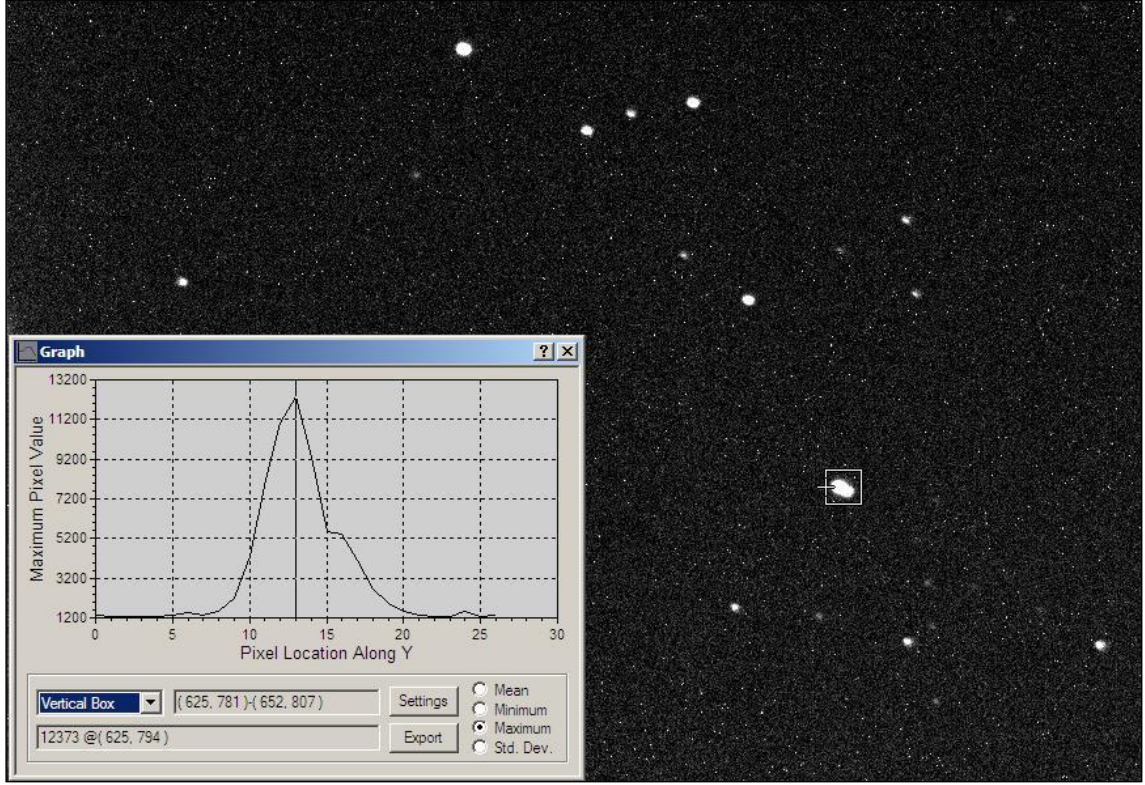 Graph
Maximum Pixel Value
13200
11200
9200
7200
5200
3200
1200
0 5 10 15 20 25 30
Pixel Location Along Y
Vertical Box ( 625, 781 )-( 652, 807 ) Settings
12373 @( 625, 794 ) Export
Mean
Minimum
Maximum
Std. Dev.